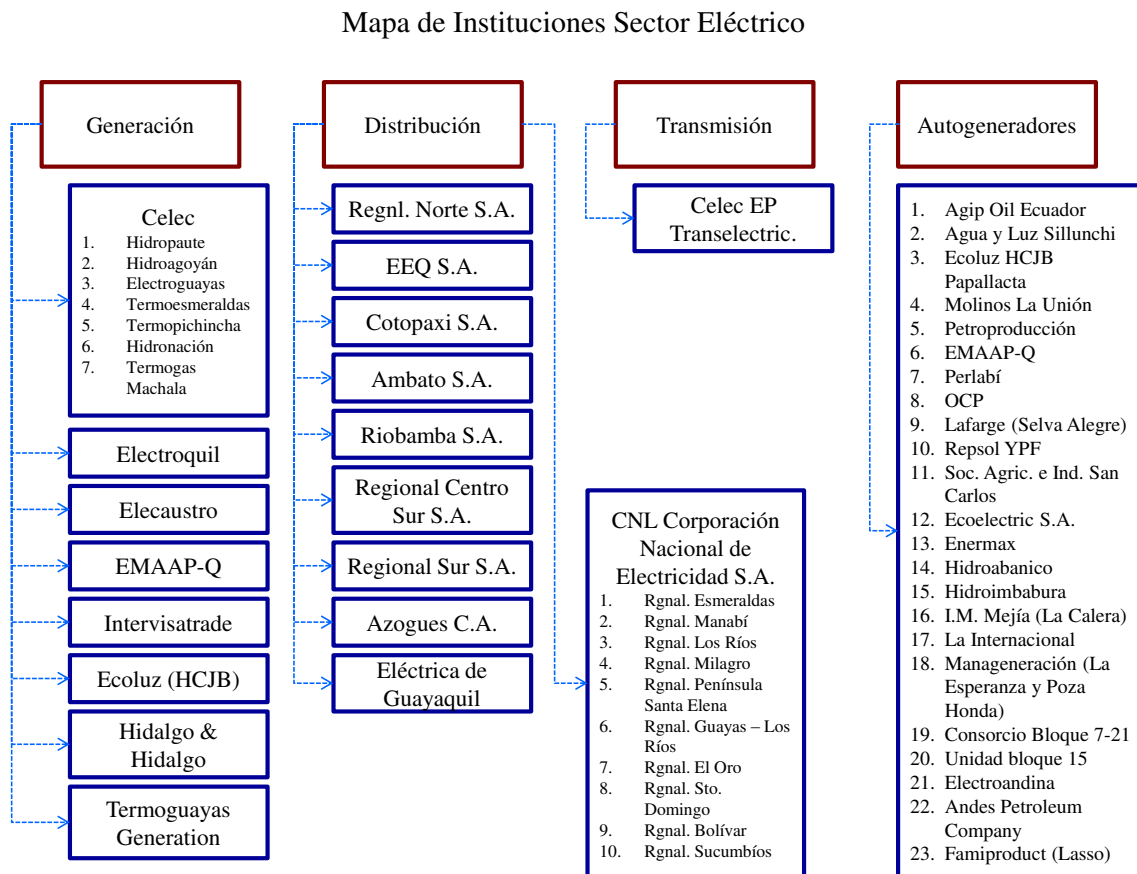 Mapa de Instituciones Sector Eléctrico
Generación
Celec
1. Hidropaute
2. Hidroagoyán
3. Electroguayas
4. Termoesmeraldas
5. Termopichincha
6. Hidronación
7. Termogas
Machala
Electroquil
Elecaustro
EMAAP-Q
Intervisatrade
Ecoluz (HCJB)
Hidalgo &
Hidalgo
Termoguayas
Generation
Distribución
Regnl. Norte S.A.
EEQ S.A.
Cotopaxi S.A.
Ambato S.A.
Riobamba S.A.
Regional Centro
Sur S.A.
Regional Sur S.A.
Azogues C.A.
Eléctrica de
Guayaquil
Transmisión
Celec EP
Transelectric.
CNL Corporación
Nacional de
Electricidad S.A.
1. Rgnal. Esmeraldas
2. Rgnal. Manabí
3. Rgnal. Los Ríos
4. Rgnal. Milagro
5. Rgnal. Península
Santa Elena
6. Rgnal. Guayas – Los
Ríos
7. Rgnal. El Oro
8. Rgnal. Sto.
Domingo
9. Rgnal. Bolívar
10. Rgnal. Sucumbíos
Autogeneradores
1. Agip Oil Ecuador
2. Agua y Luz Sillunchi
3. Ecoluz HCJB
Papallacta
4. Molinos La Unión
5. Petroproducción
6. EMAAP-Q
7. Perlabí
8. OCP
9. Lafarge (Selva Alegre)
10. Repsol YPF
11. Soc. Agric. e Ind. San
Carlos
12. Ecoelectric S.A.
13. Enermax
14. Hidroabanico
15. Hidroimbabura
16. I.M. Mejía (La Calera)
17. La Internacional
18. Manageneración (La
Esperanza y Poza
Honda)
19. Consorcio Bloque 7-21
20. Unidad bloque 15
21. Electroandina
22. Andes Petroleum
Company
23. Famiproduct (Lasso)